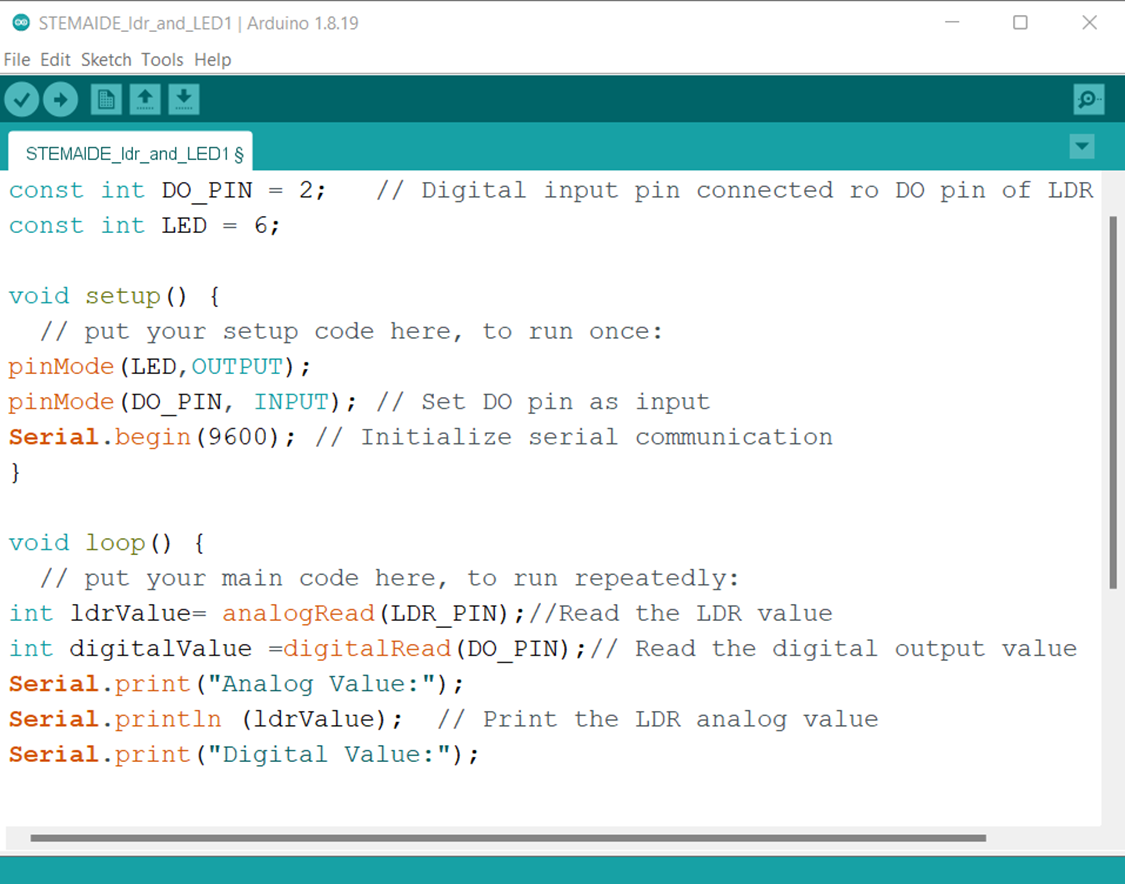 STEMAIDE_ldr_and_LED1 | Arduino 1.8.19
File Edit Sketch Tools Help
STEMAIDE_ldr_and_LED1 §
const int DO_PIN = 2;   // Digital input pin connected ro DO pin of LDR
const int LED = 6;
void setup() {
  // put your setup code here, to run once:
pinMode(LED,OUTPUT);
pinMode(DO_PIN, INPUT); // Set DO pin as input
Serial.begin(9600); // Initialize serial communication
}
void loop() {
  // put your main code here, to run repeatedly:
int ldrValue= analogRead(LDR_PIN);//Read the LDR value
int digitalValue =digitalRead(DO_PIN);// Read the digital output value
Serial.print("Analog Value:");
Serial.println (ldrValue);  // Print the LDR analog value
Serial.print("Digital Value:");